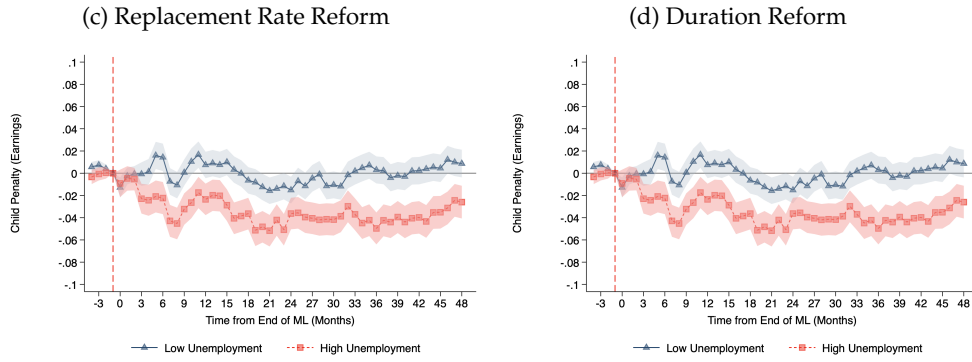 (c) Replacement Rate Reform
Child Penalty (Earnings)
.1
.08
.06
.04
.02
0
-.02
-.04
-.06
-.08
-.1
-3 0 3 6 9 12 15 18 21 24 27 30 33 36 39 42 45 48
Time from End of ML (Months)
Low Unemployment High Unemployment
(d) Duration Reform
Child Penalty (Earnings)
.1
.08
.06
.04
.02
0
-.02
-.04
-.06
-.08
-.1
-3 0 3 6 9 12 15 18 21 24 27 30 33 36 39 42 45 48
Time from End of ML (Months)
Low Unemployment High Unemployment